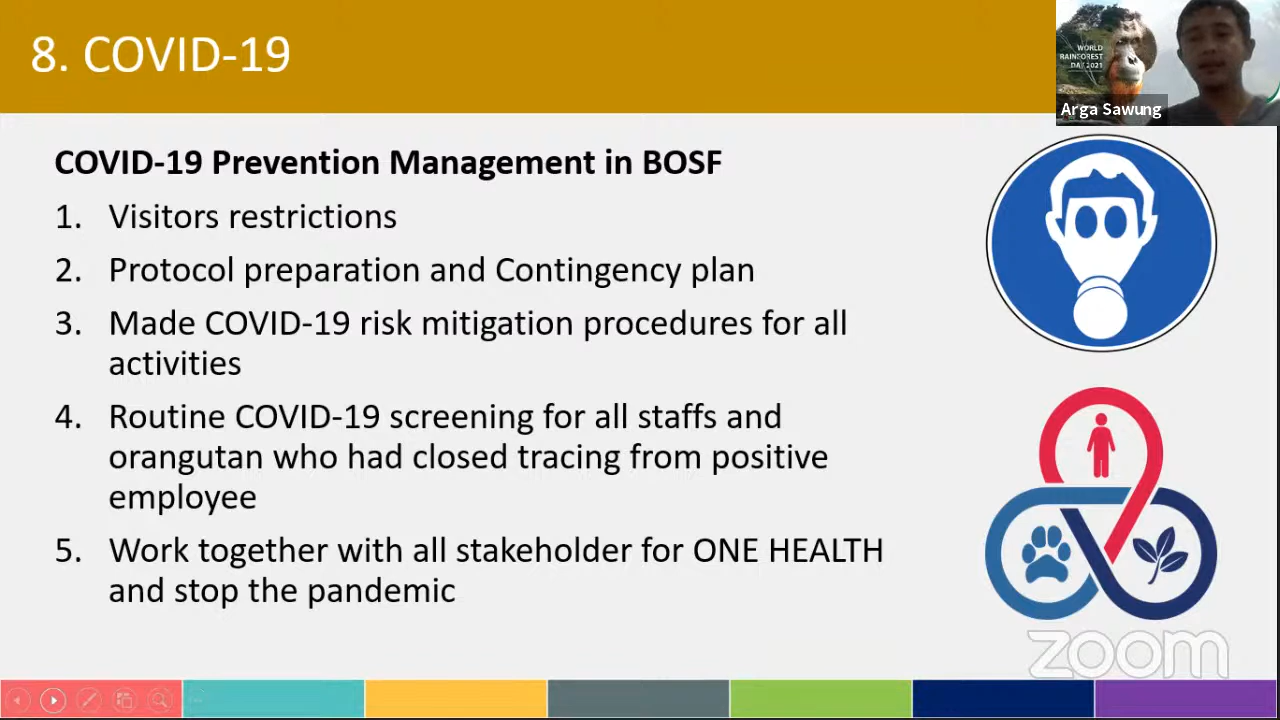 8. COVID-19
WORLD
RAINFOREST
DAY 2021
Arga Sawung
COVID-19 Prevention Management in BOSF
1. Visitors restrictions
2. Protocol preparation and Contingency plan
3. Made COVID-19 risk mitigation procedures for all
activities
4. Routine COVID-19 screening for all staffs and
orangutan who had closed tracing from positive
employee
5. Work together with all stakeholder for ONE HEALTH
and stop the pandemic
zoom